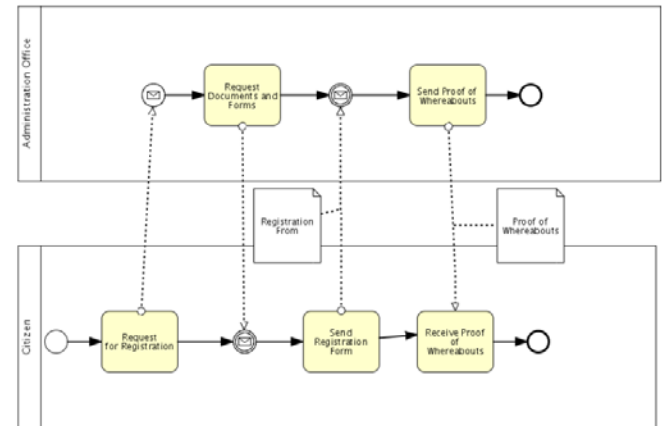 Administration Office
Request
Documents and
Forms
Send Proof of
Whereabouts
Registration
From
Proof of
Whereabouts
Citizen
Request
for Registration
Send
Registration
Form
Receive Proof
of
Whereabouts